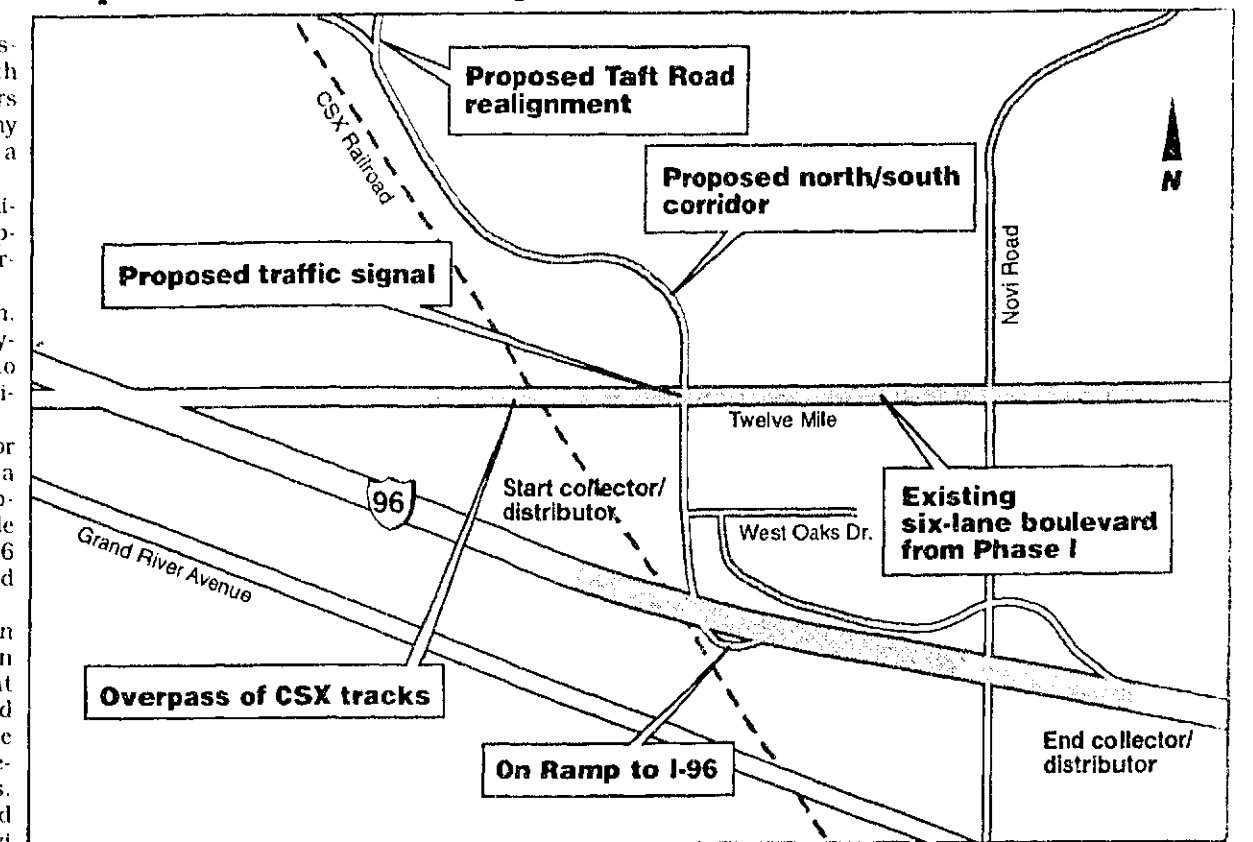 Proposed Taft Road
realignment
CSX Railroad
Proposed north/south
corridor
N
Proposed traffic signal
Novi Road
Twelve Mile
96
Start collector/
distributor
West Oaks Dr.
Existing
six-lane boulevard
from Phase I
Grand River Avenue
Overpass of CSX tracks
On Ramp to I-96
End collector/
distributor